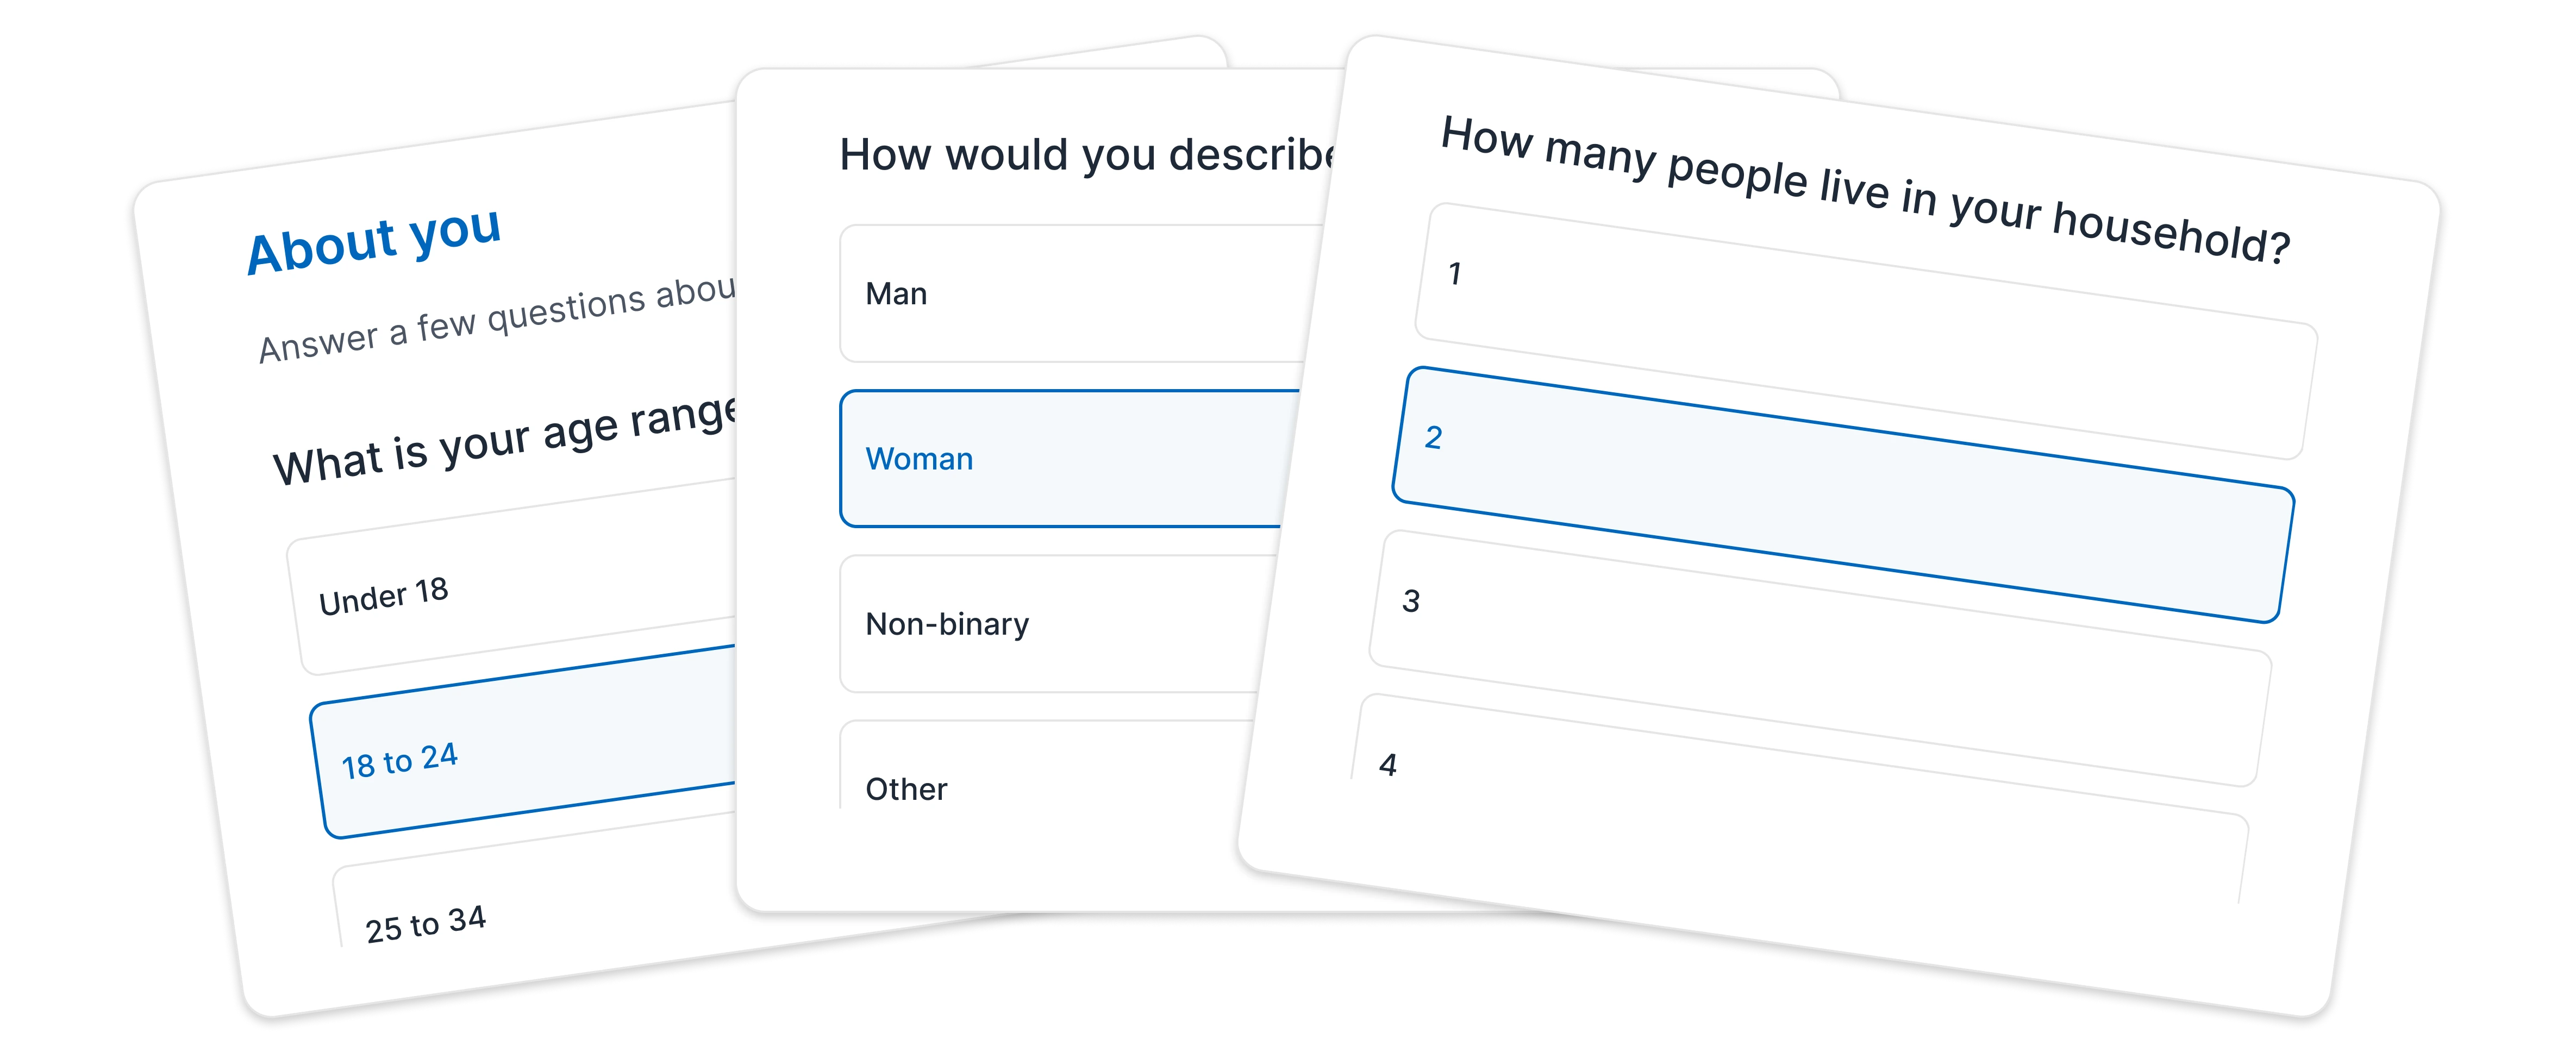 About you
Answer a few questions abou
What is your age range
Under 18
18 to 24
25 to 34
How would you describe
Man
Woman
Non-binary
Other
How many people live in your household?
1
2
3
4